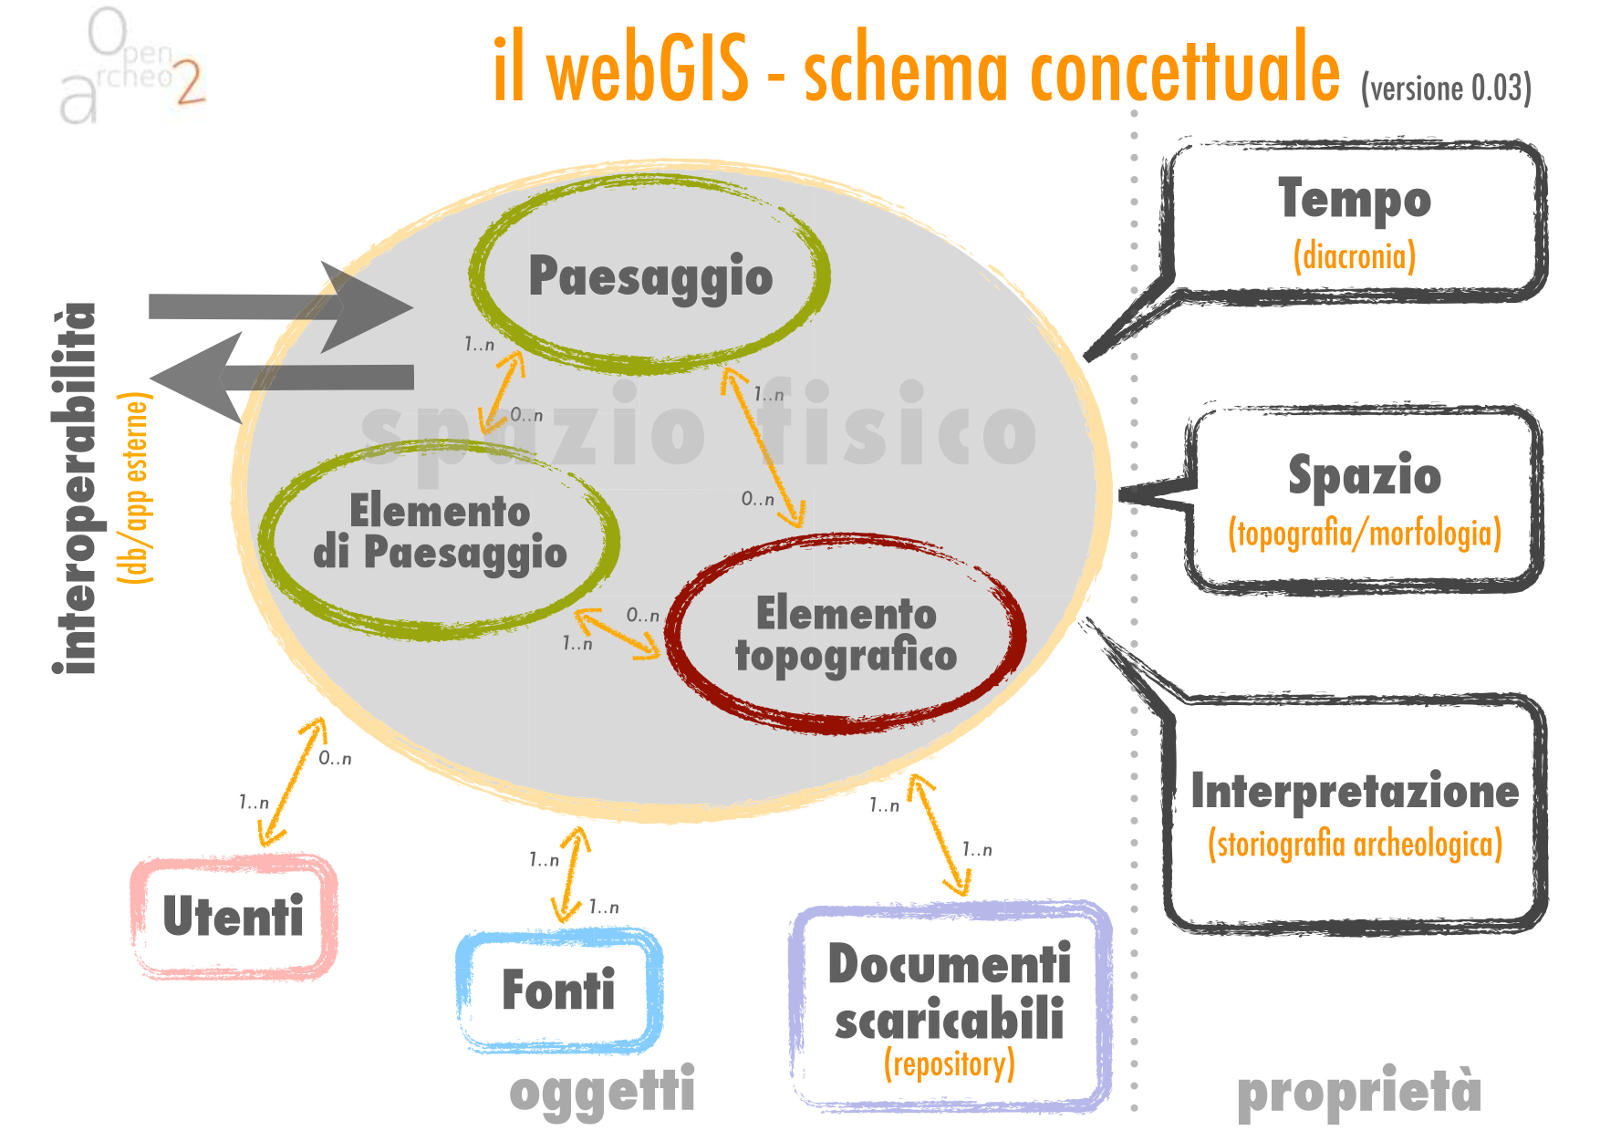 Open
archeo2
il webGIS - schema concettuale (versione 0.03)
Tempo
(diacronia)
Paesaggio
interoperabilità
(db/app esterne)
1..n
0..n
1..n
spazio fisico
Spazio
(topografia/morfologia)
0..n
Elemento
di Paesaggio
0..n
1..n
Elemento
topografico
0..n
1..n
1..n
Interpretazione
(storiografia archeologica)
1..n
1..n
1..n
Utenti
Fonti
Documenti
scaricabili
(repository)
oggetti
proprietà